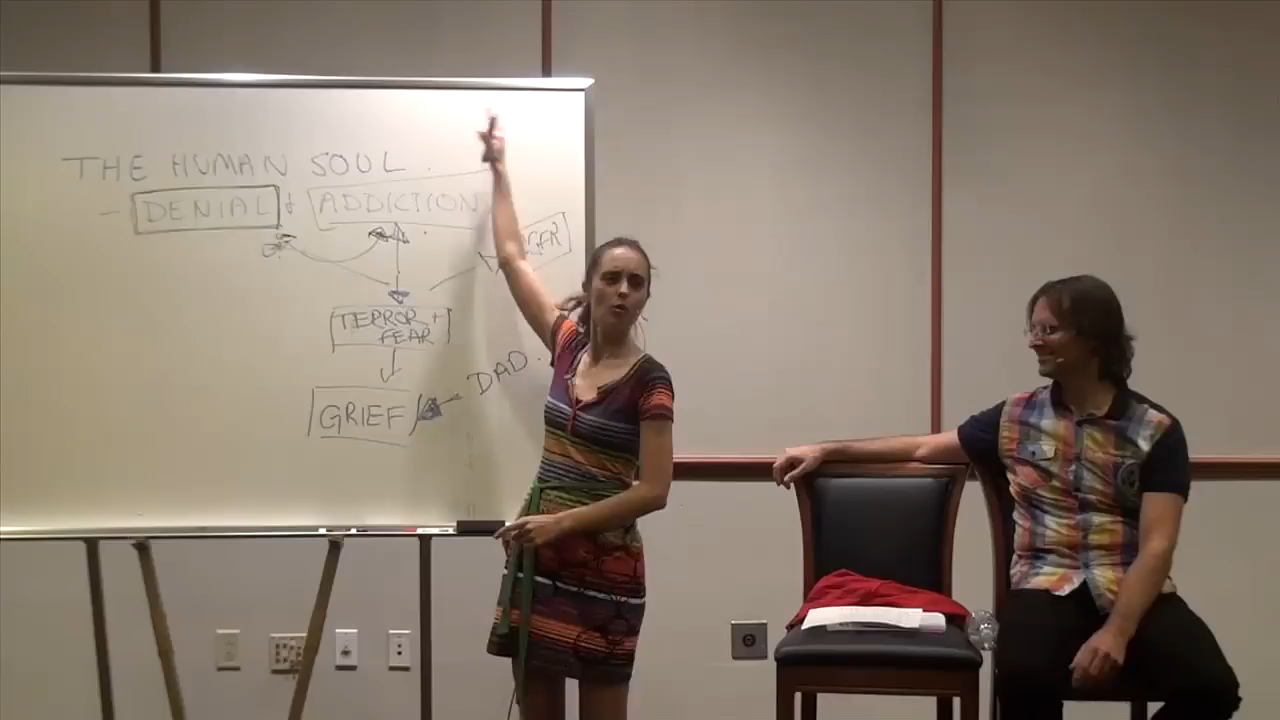 THE HUMAN SOUL.
- DENIAL & ADDICTION
TERROR +
FEAR
GRIEF
DAD.